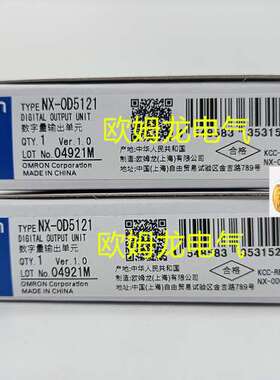 TYPE NX-OD5121
DIGITAL OUTPUT UNIT
数字量输出单元
QTY. 1 Ver.1.0
LOT No. 04921M
OMRON Corporation
MADE IN CHINA
产地:中华人民共和国
制造:欧姆龙(上海)有限公司
地址:中国(上海)自由贸易试验区金吉路789号
合格
欧姆龙电气
TYPE NX-OD5121
DIGITAL OUTPUT UNIT
数字量输出单元
QTY. 1 Ver.1.0
LOT No. 04921M
OMRON Corporation
MADE IN CHINA
产地:中华人民共和国
制造:欧姆龙(上海)有限公司
地址:中国(上海)自由贸易试验区金吉路789号
合格
欧姆龙电气